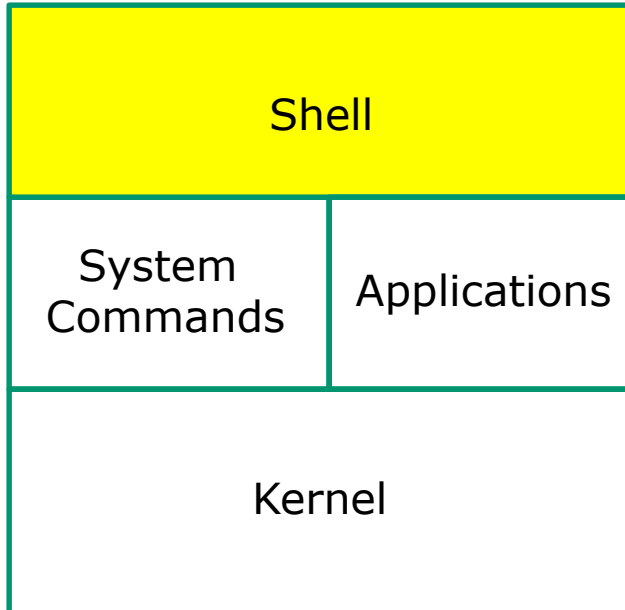 Shell
System
Commands
Applications
Kernel